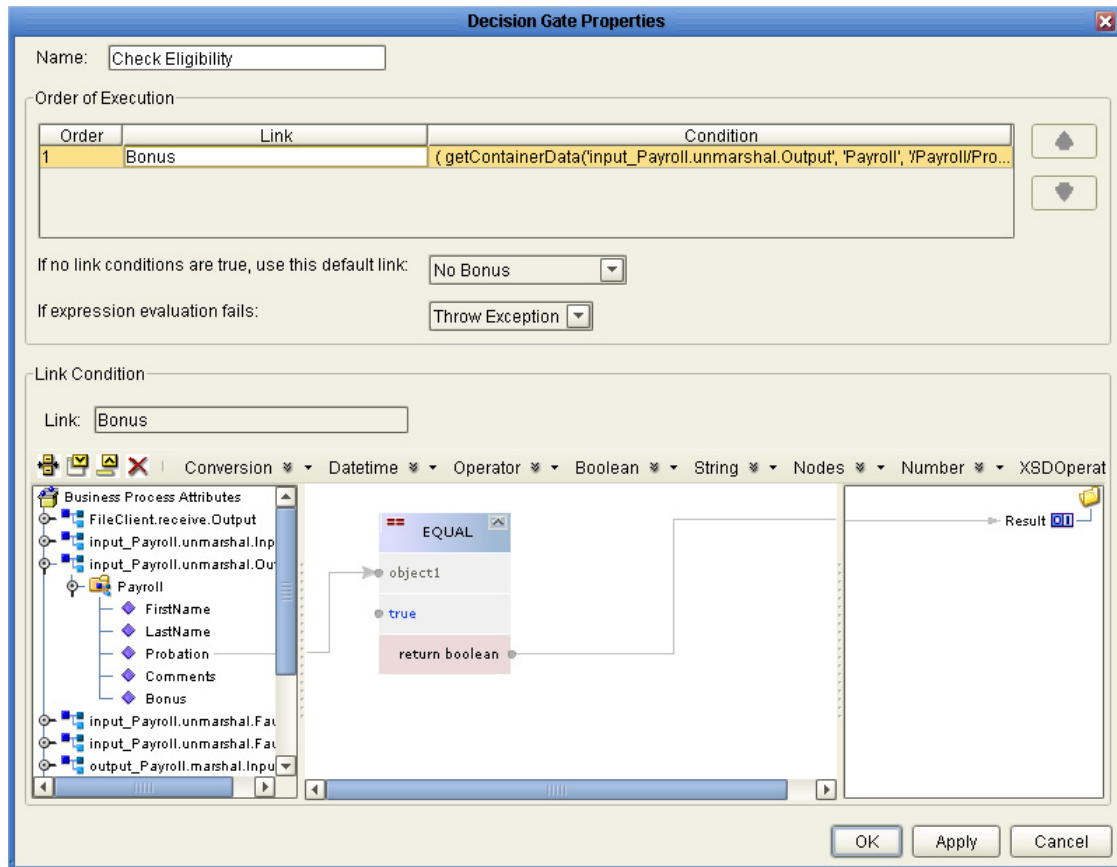 Decision Gate Properties
Name: Check Eligibility
Order of Execution
Order Link Condition
1 Bonus ( getContainerData('input_Payroll.unmarshal.Output', 'Payroll', '/Payroll/Pro...
If no link conditions are true, use this default link: No Bonus
If expression evaluation fails: Throw Exception
Link Condition
Link: Bonus
Conversion Datetime Operator Boolean String Nodes Number XSDOperat
Business Process Attributes
FileClient.receive.Output
input_Payroll.unmarshal.Inp
input_Payroll.unmarshal.Ou
Payroll
FirstName
LastName
Probation
Comments
Bonus
input_Payroll.unmarshal.Fau
input_Payroll.unmarshal.Fau
output_Payroll.marshal.Inpu
== EQUAL
object1
true
return boolean
Result
OK Apply Cancel